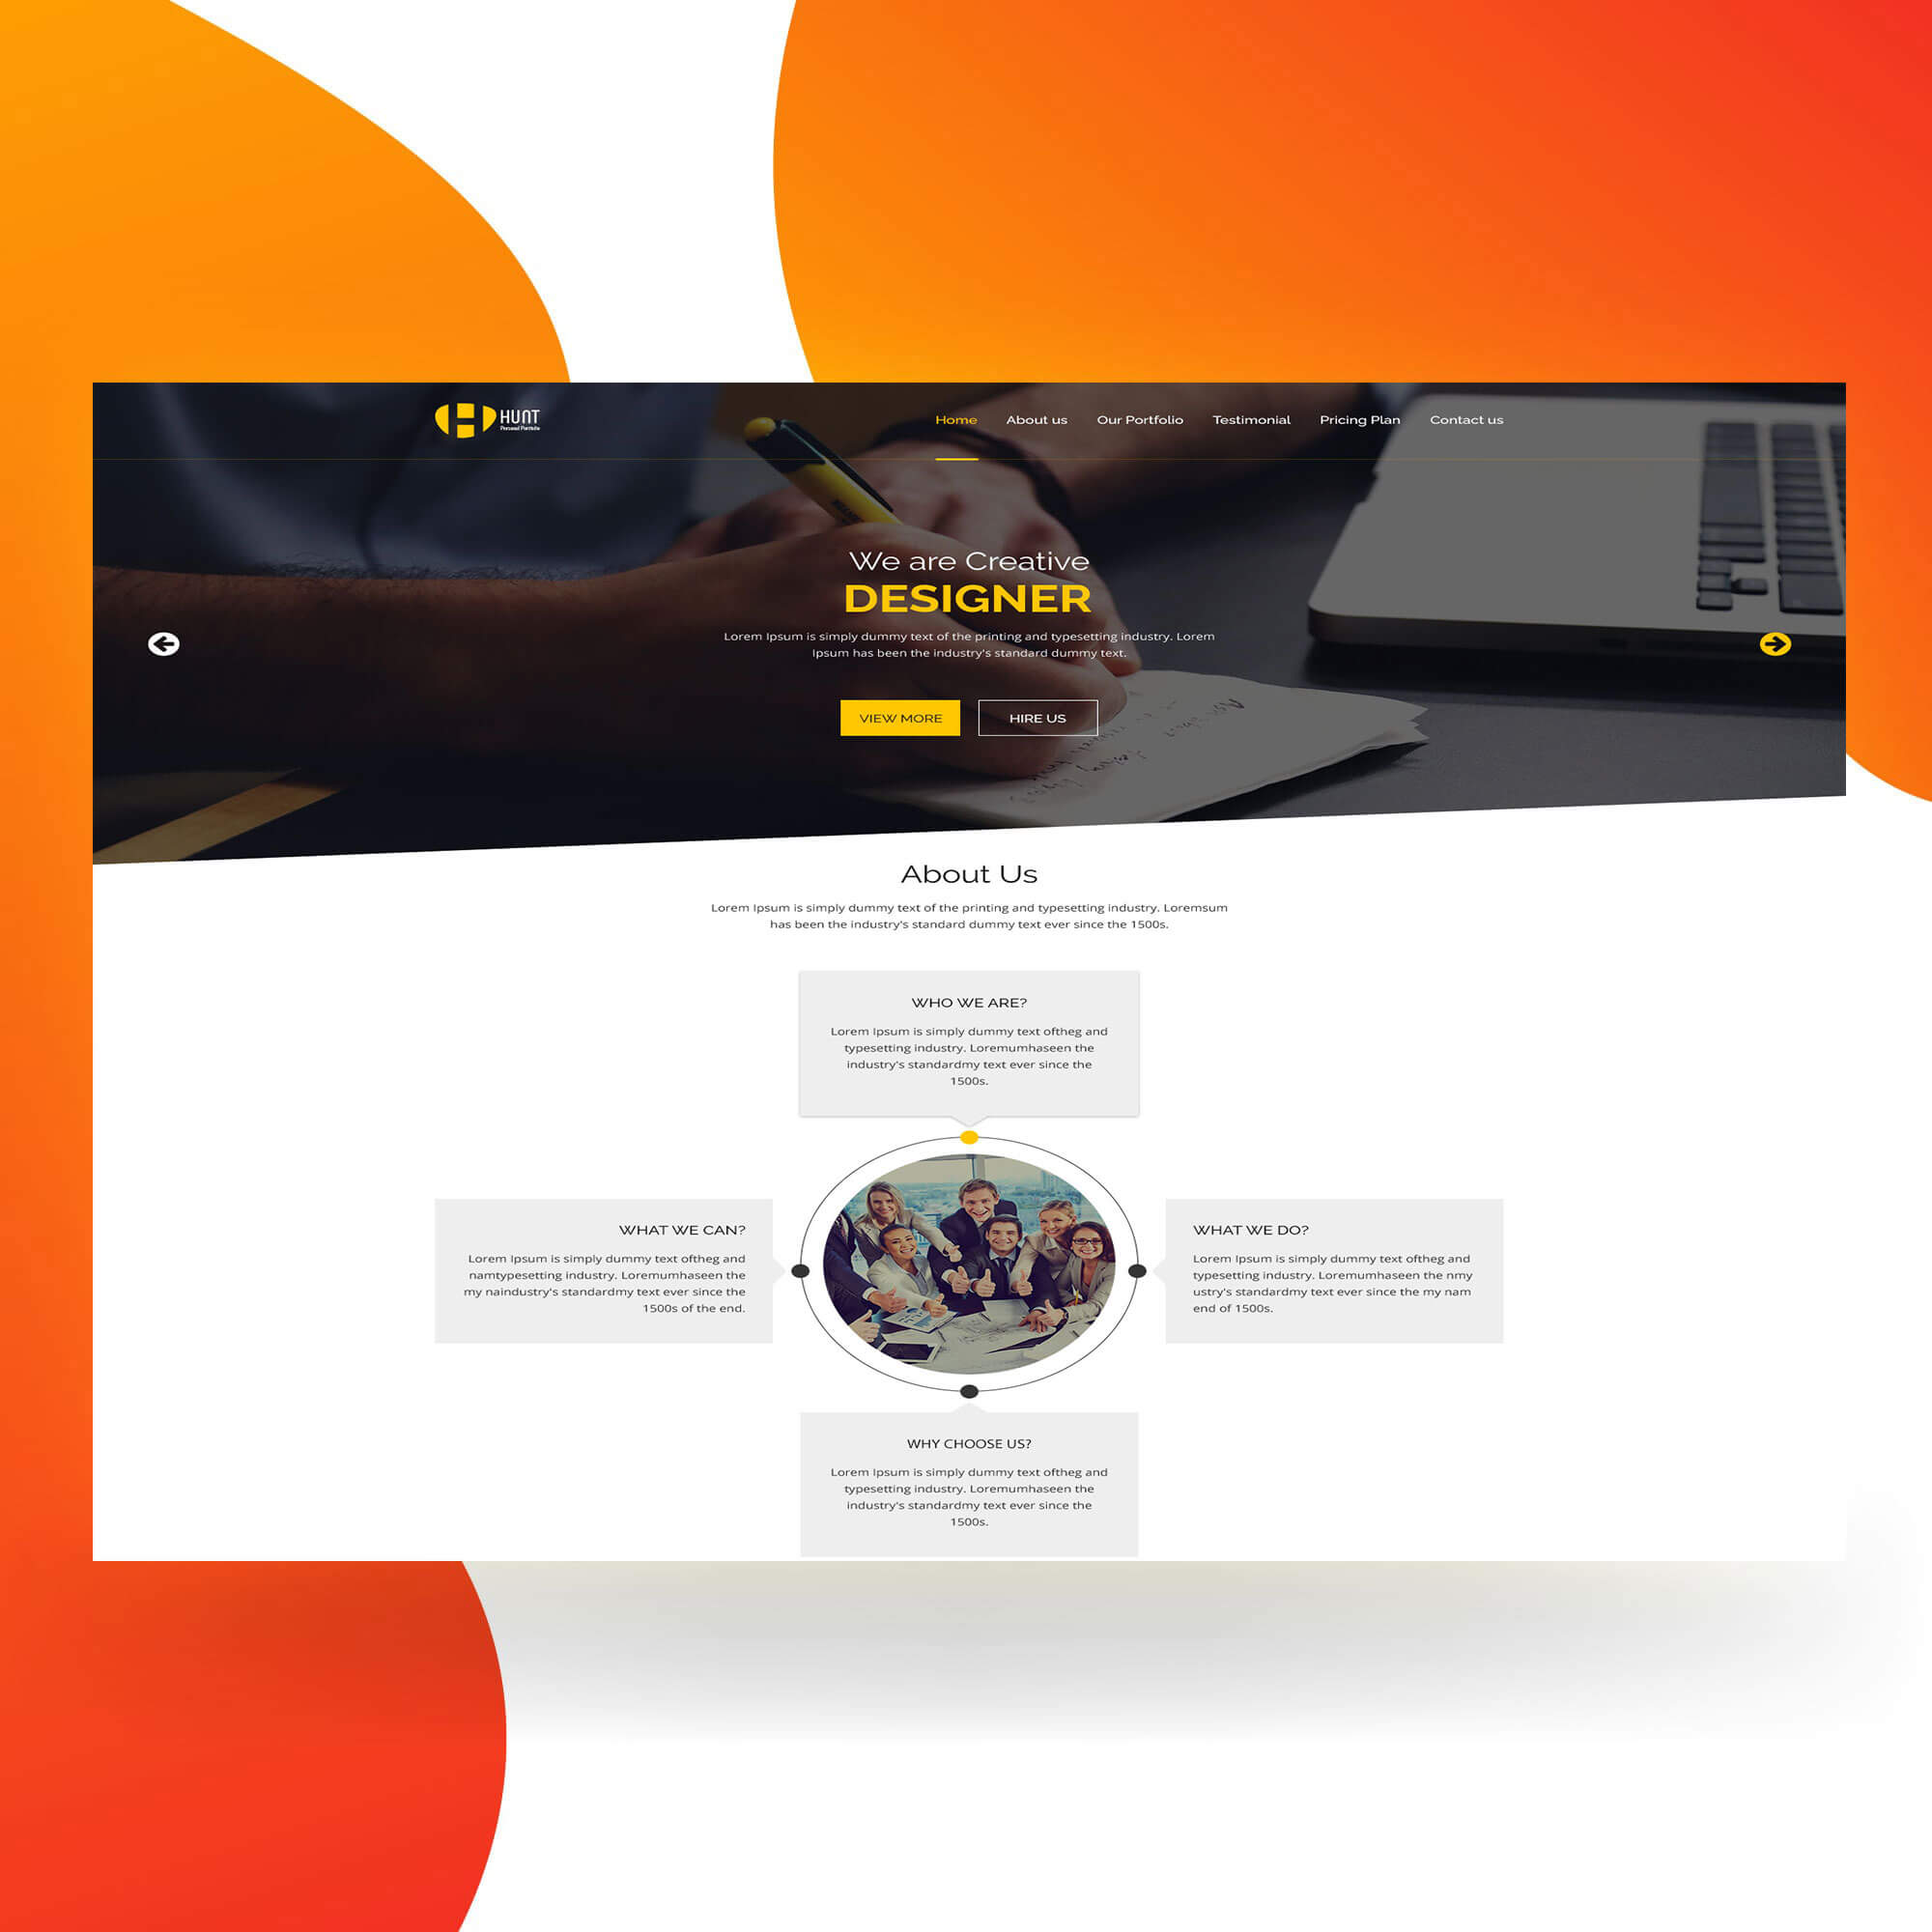 HUNT
Personal Portfolio
Home About us Our Portfolio Testimonial Pricing Plan Contact us
We are Creative
DESIGNER
Lorem Ipsum is simply dummy text of the printing and typesetting industry. Lorem
Ipsum has been the industry's standard dummy text.
VIEW MORE HIRE US
About Us
Lorem Ipsum is simply dummy text of the printing and typesetting industry. Loremsum
has been the industry's standard dummy text ever since the 1500s.
WHO WE ARE?
Lorem Ipsum is simply dummy text oftheg and
typesetting industry. Loremumhaseen the
industry's standardmy text ever since the
1500s.
WHAT WE CAN?
Lorem Ipsum is simply dummy text oftheg and
namtypesetting industry. Loremumhaseen the
my naindustry's standardmy text ever since the
1500s of the end.
WHAT WE DO?
Lorem Ipsum is simply dummy text oftheg and
typesetting industry. Loremumhaseen the nmy
ustry's standardmy text ever since the my nam
end of 1500s.
WHY CHOOSE US?
Lorem Ipsum is simply dummy text oftheg and
typesetting industry. Loremumhaseen the
industry's standardmy text ever since the
1500s.